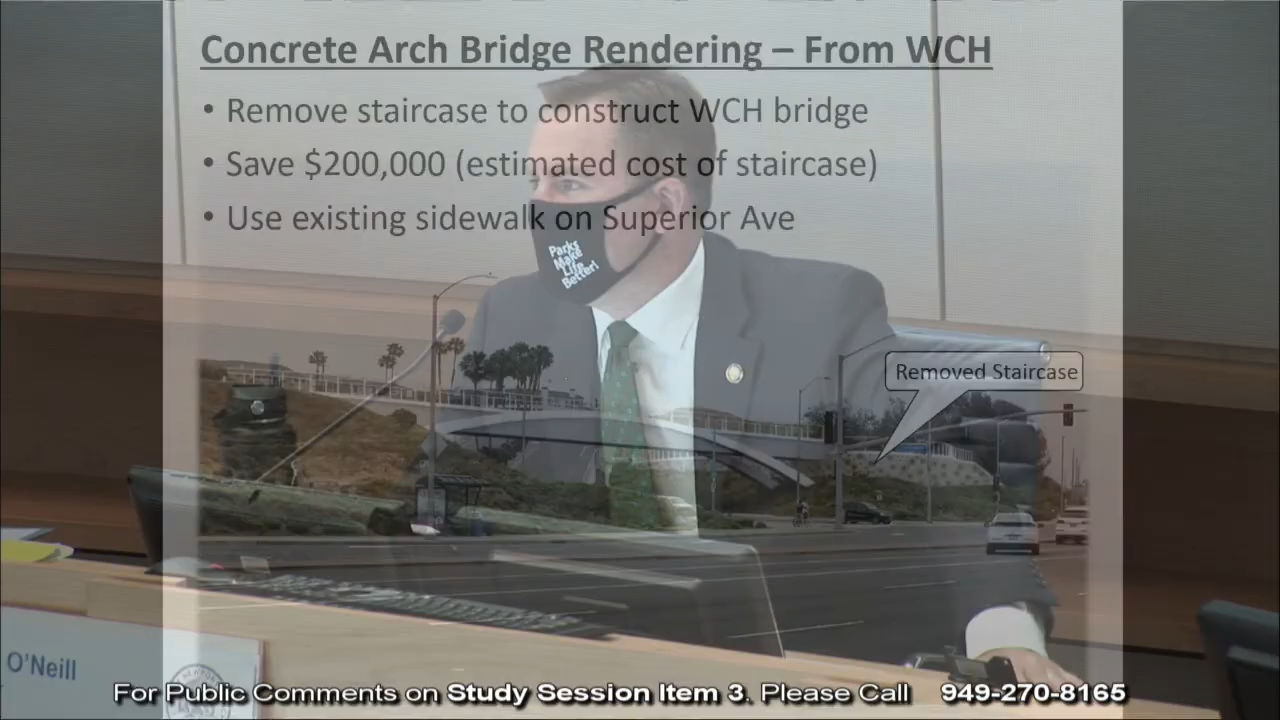 Concrete Arch Bridge Rendering – From WCH
• Remove staircase to construct WCH bridge
• Save $200,000 (estimated cost of staircase)
• Use existing sidewalk on Superior Ave
Parks
Make
Life
Better!
Removed Staircase
O'Neill
For Public Comments on Study Session Item 3. Please Call 949-270-8165